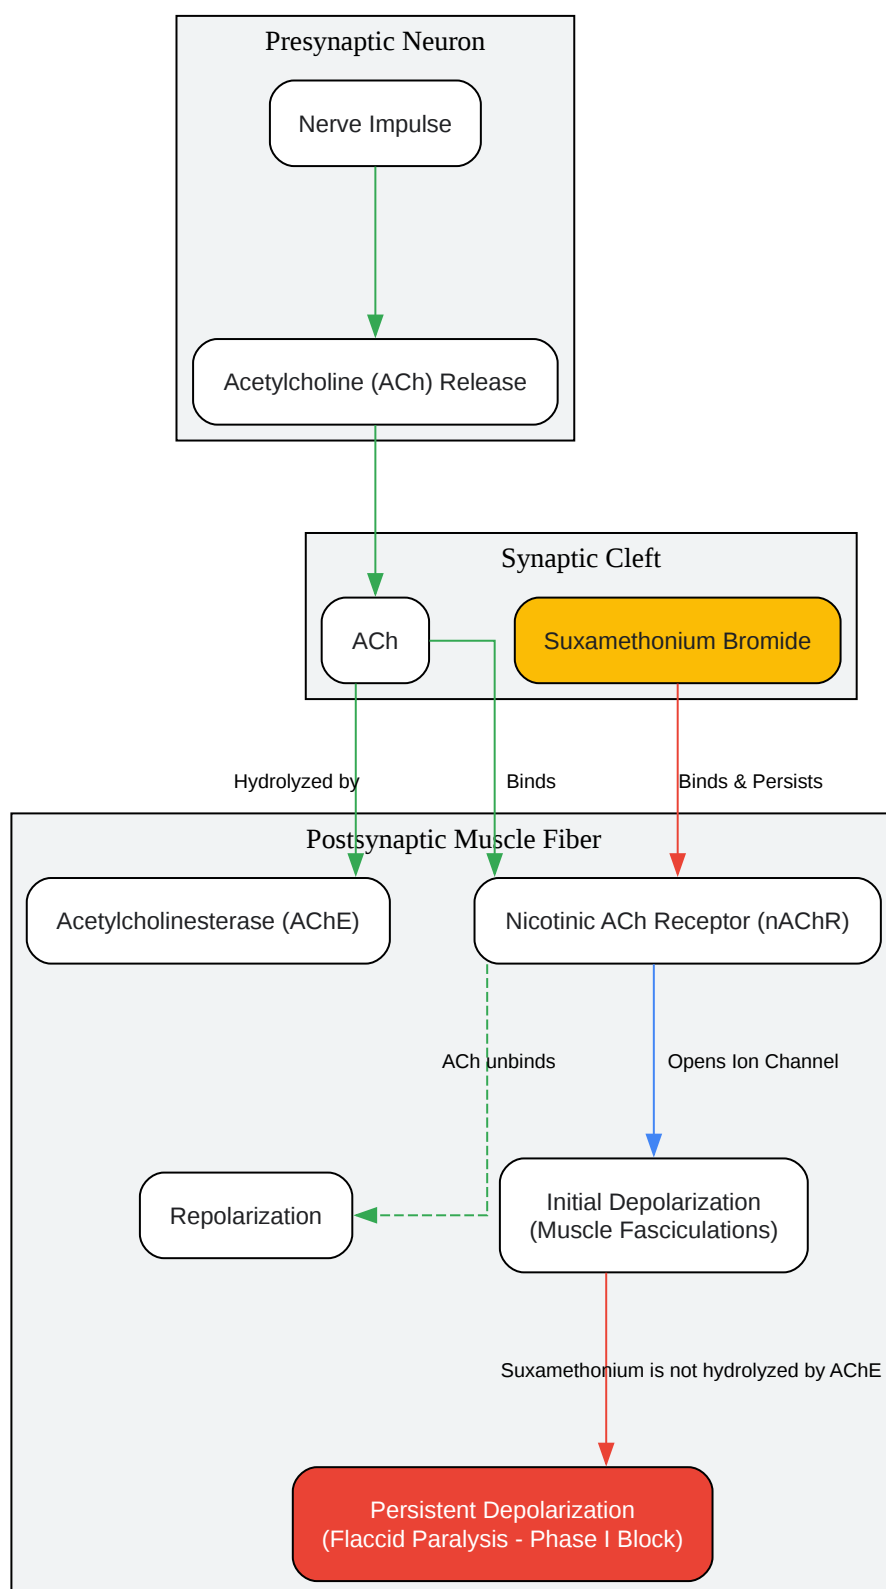 Presynaptic Neuron
Nerve Impulse
Acetylcholine (ACh) Release
Synaptic Cleft
ACh
Suxamethonium Bromide
Hydrolyzed by
Binds
Binds & Persists
Postsynaptic Muscle Fiber
Acetylcholinesterase (AChE)
Nicotinic ACh Receptor (nAChR)
ACh unbinds
Opens Ion Channel
Repolarization
Initial Depolarization
(Muscle Fasciculations)
Suxamethonium is not hydrolyzed by AChE
Persistent Depolarization
(Flaccid Paralysis - Phase I Block)